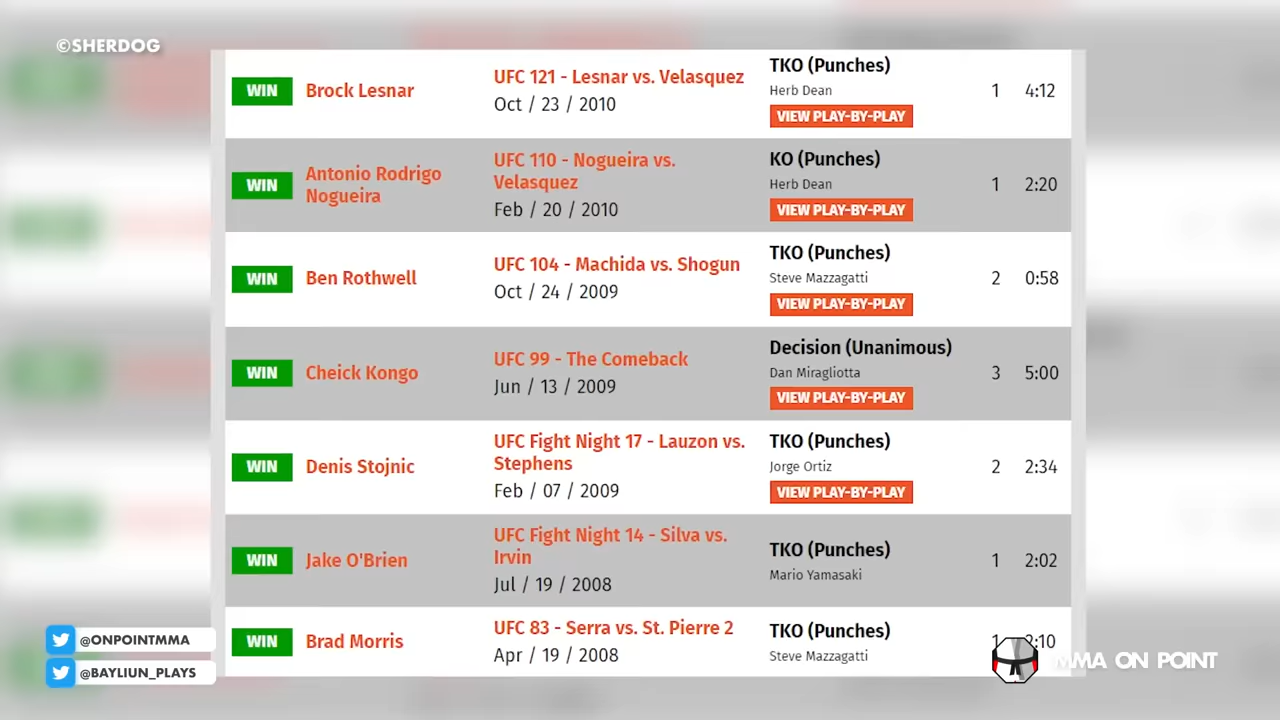 ©SHERDOG
WIN Brock Lesnar UFC 121 - Lesnar vs. Velasquez TKO (Punches) 1 4:12
Oct / 23 / 2010 Herb Dean
VIEW PLAY-BY-PLAY
WIN Antonio Rodrigo UFC 110 - Nogueira vs. KO (Punches) 1 2:20
Nogueira Velasquez Herb Dean
Feb / 20 / 2010 VIEW PLAY-BY-PLAY
WIN Ben Rothwell UFC 104 - Machida vs. Shogun TKO (Punches) 2 0:58
Oct / 24 / 2009 Steve Mazzagatti
VIEW PLAY-BY-PLAY
WIN Cheick Kongo UFC 99 - The Comeback Decision (Unanimous) 3 5:00
Jun / 13 / 2009 Dan Miragliotta
VIEW PLAY-BY-PLAY
WIN Denis Stojnic UFC Fight Night 17 - Lauzon vs. TKO (Punches) 2 2:34
Stephens Jorge Ortiz
Feb / 07 / 2009 VIEW PLAY-BY-PLAY
WIN Jake O'Brien UFC Fight Night 14 - Silva vs. TKO (Punches) 1 2:02
Irvin Mario Yamasaki
Jul / 19 / 2008
WIN Brad Morris UFC 83 - Serra vs. St. Pierre 2 TKO (Punches) 1 2:10
Apr / 19 / 2008 Steve Mazzagatti
@ONPOINTMMA
@BAYLIUN_PLAYS
MMA ON POINT